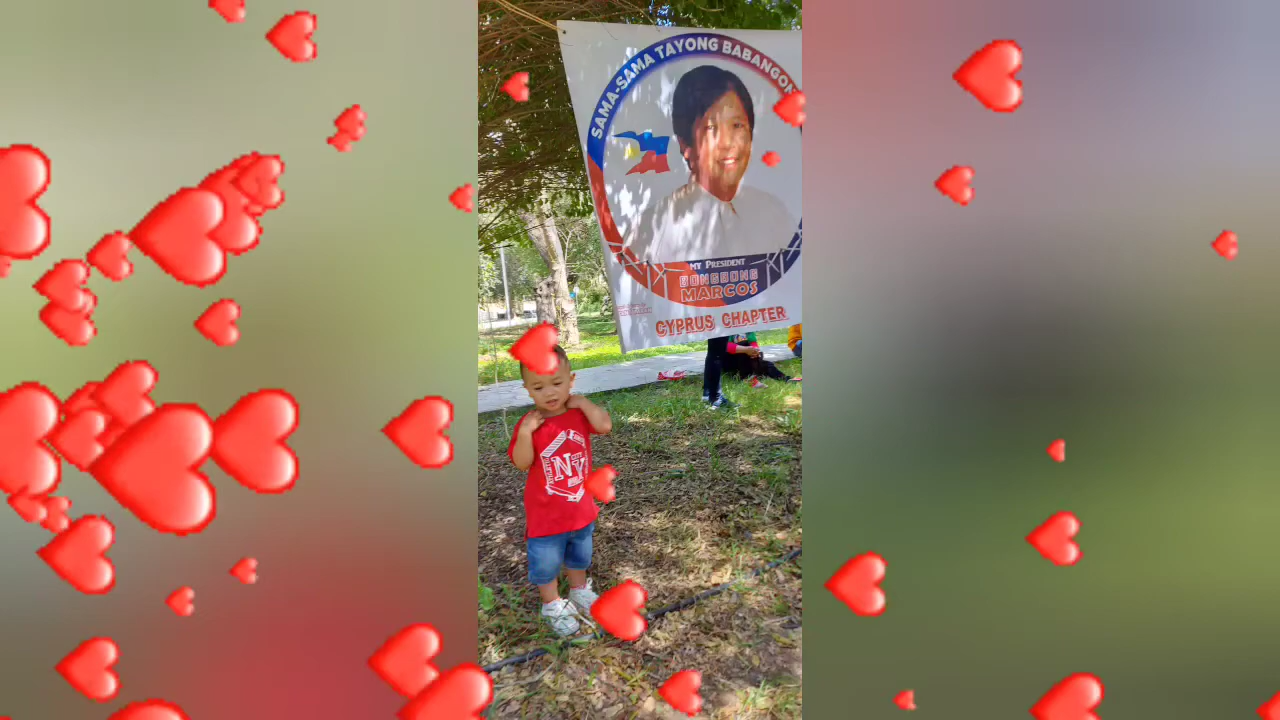 SAMA-SAMA TAYONG BABANGON
MY PRESIDENT
BONGBONG
MARCOS
CYPRUS CHAPTER
NY